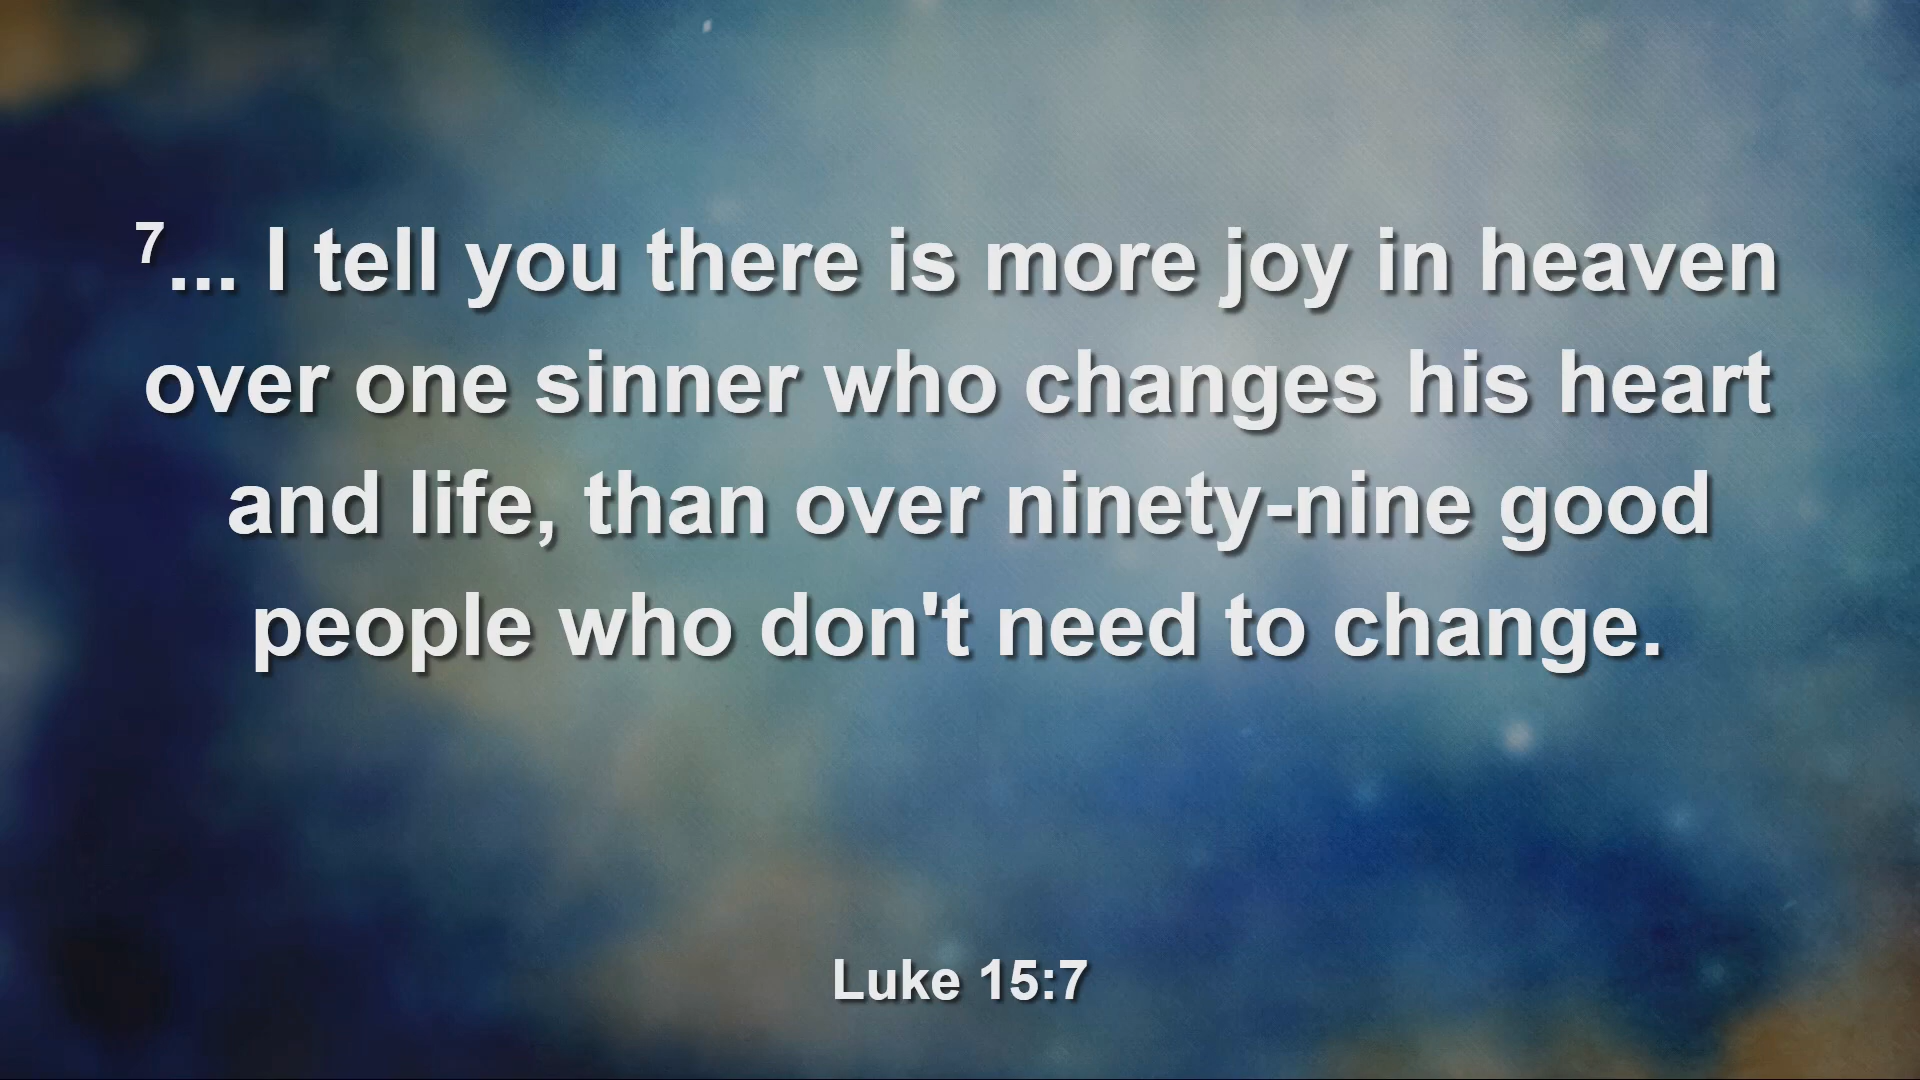 7... I tell you there is more joy in heaven
over one sinner who changes his heart
and life, than over ninety-nine good
people who don't need to change.
Luke 15:7